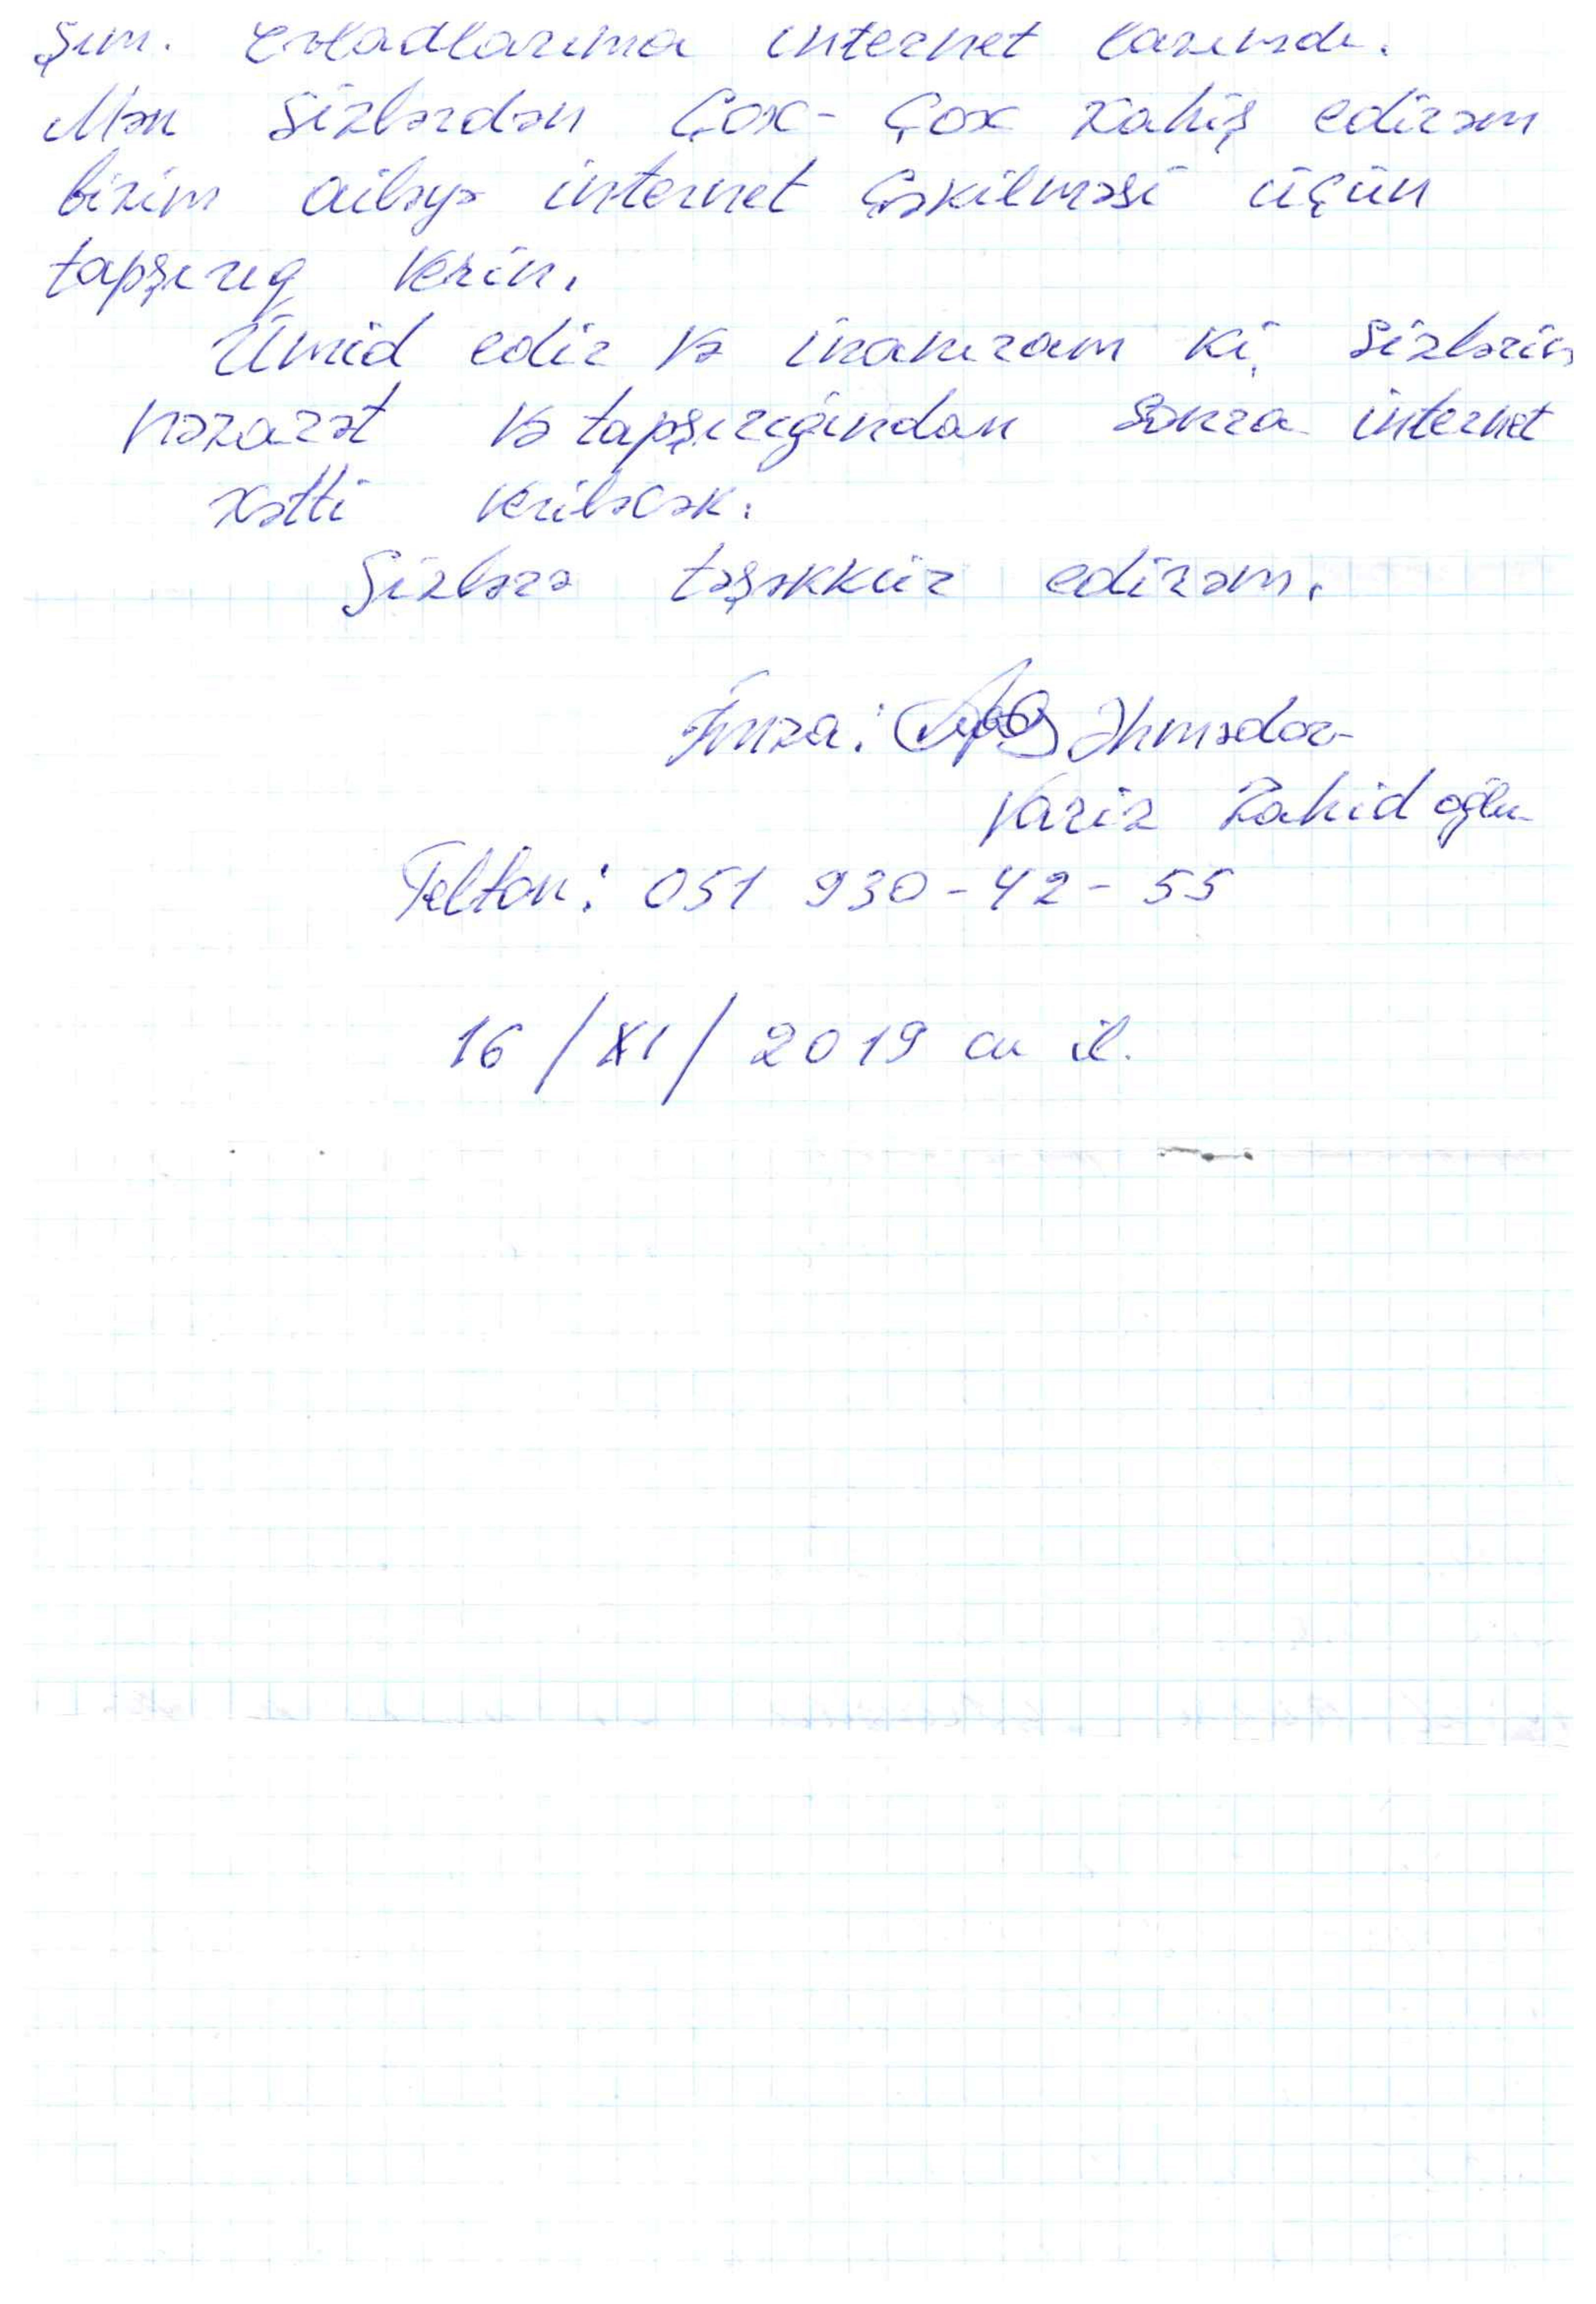 şım. Evladlarıma internet lazımdı.
Mən Sizlərdən Çox-Çox Xahiş edirəm
bizim ailəyə internet Çəkilməsi üçün
tapşırıq Verin.
Ümid edir və inanıram ki, Sizlərin
nəzarət və tapşırığından sonra internet
Xətti veriləcək.
Sizlərə təşəkkür edirəm.
İmza: Əhmədov
Variz Zahid oğlu
Telfon: 051 930-42-55
16/XI/2019 cu il.